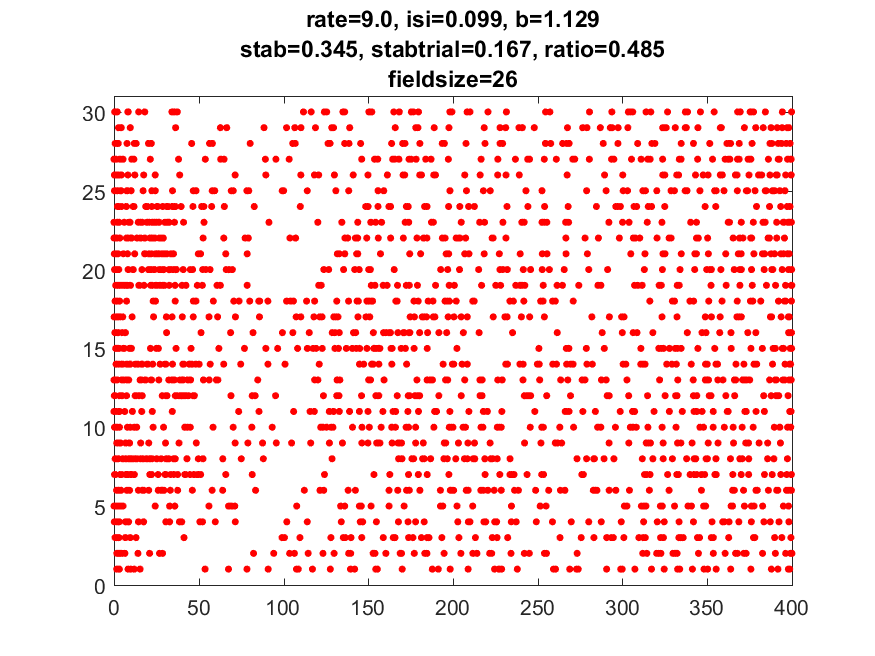 rate=9.0, isi=0.099, b=1.129
stab=0.345, stabtrial=0.167, ratio=0.485
fieldsize=26
30
25
20
15
10
5
0
0 50 100 150 200 250 300 350 400